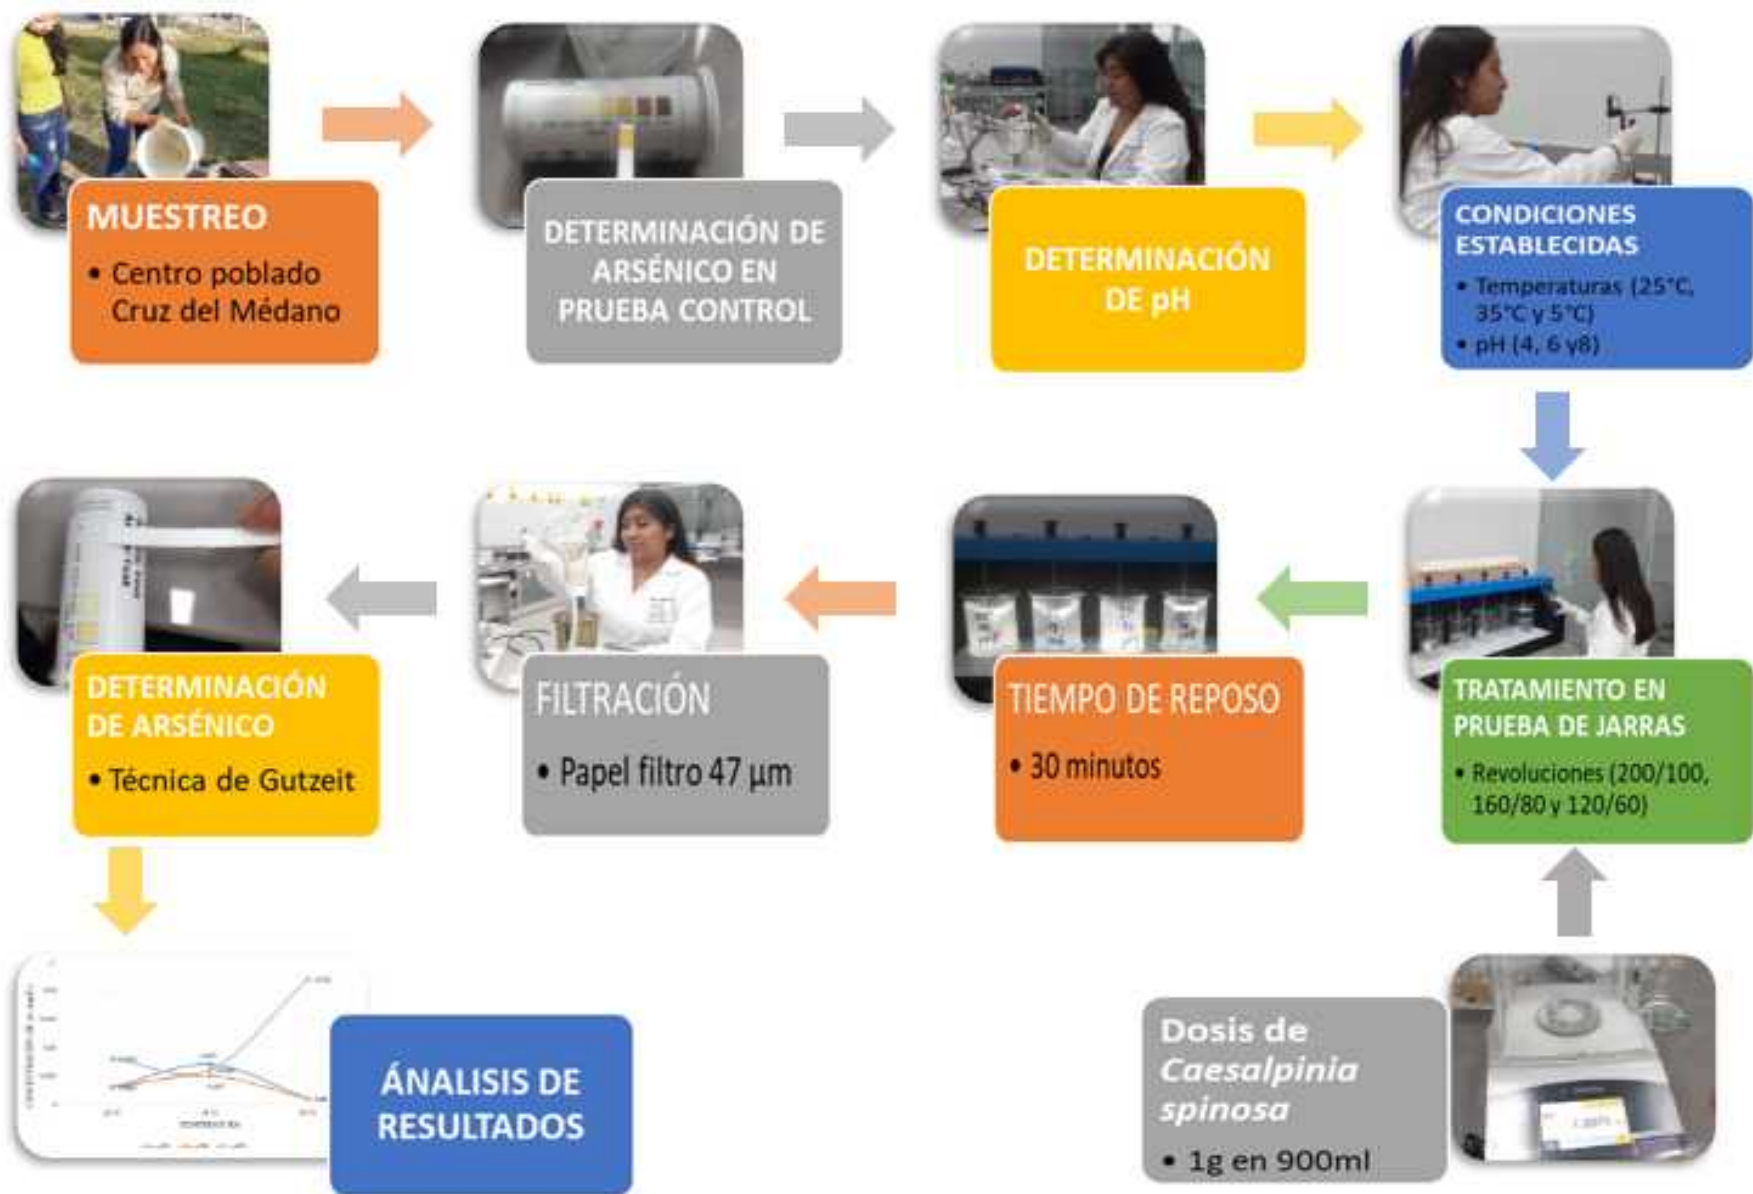 MUESTREO
• Centro poblado
Cruz del Médano
DETERMINACIÓN DE
ARSÉNICO EN
PRUEBA CONTROL
DETERMINACIÓN
DE pH
CONDICIONES
ESTABLECIDAS
• Temperaturas (25°C,
35°C y 5°C)
• pH (4, 6 y8)
TRATAMIENTO EN
PRUEBA DE JARRAS
• Revoluciones (200/100,
160/80 y 120/60)
Dosis de
Caesalpinia
spinosa
• 1g en 900ml
TIEMPO DE REPOSO
• 30 minutos
FILTRACIÓN
• Papel filtro 47 µm
DETERMINACIÓN
DE ARSÉNICO
• Técnica de Gutzeit
ÁNALISIS DE
RESULTADOS
TEMPERATURA